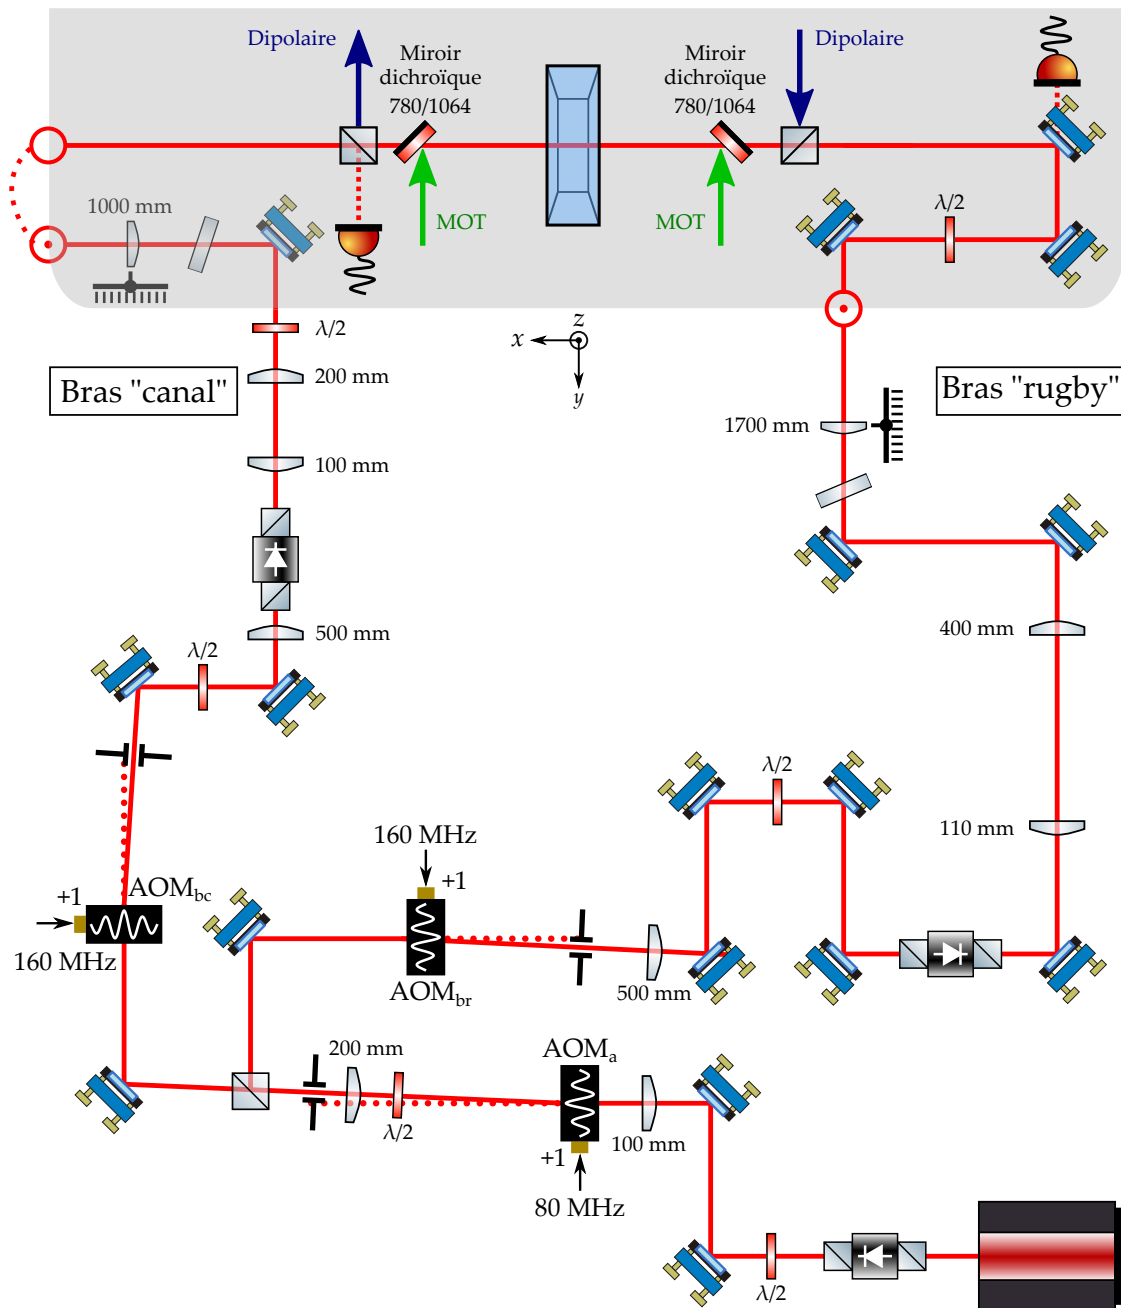 Dipolaire
Miroir
dichroïque
780/1064
Miroir
dichroïque
780/1064
Dipolaire
1000 mm
MOT
MOT
λ/2
λ/2
z
x
y
Bras "canal"
200 mm
Bras "rugby"
100 mm
1700 mm
500 mm
400 mm
λ/2
λ/2
110 mm
160 MHz
+1
AOMbc
+1
160 MHz
AOMbr
500 mm
200 mm
AOMa
λ/2
100 mm
+1
80 MHz
λ/2